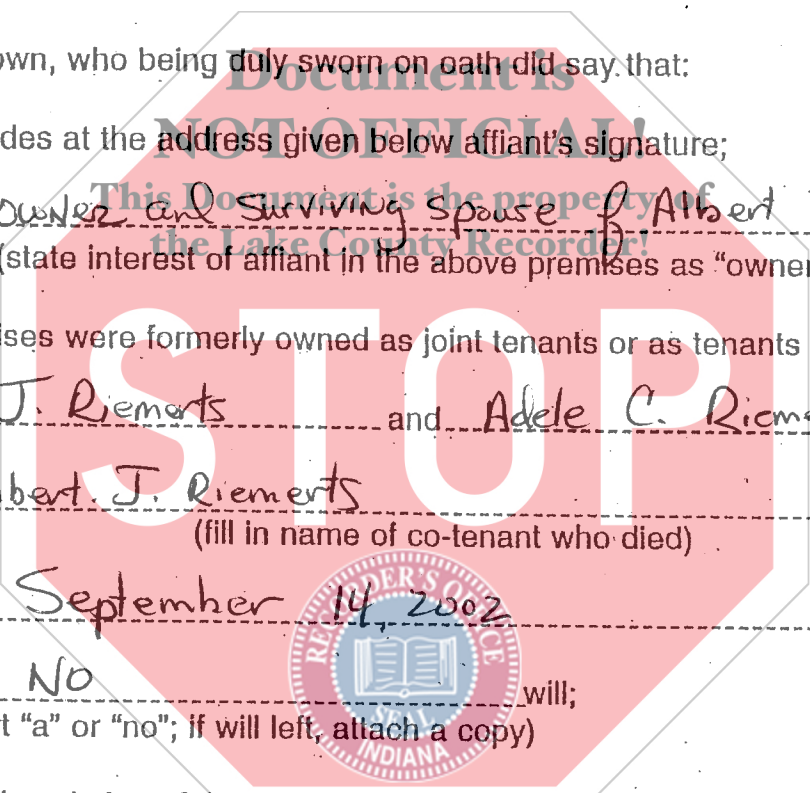 own, who being duly sworn on oath did say that:
Document is
des at the address given below affiant's signature;
NOT OFFICIAL!
This Document is the property of
owner and surviving spouse of Albert
the Lake County Recorder!
(state interest of affiant in the above premises as "owner
ises were formerly owned as joint tenants or as tenants
J. Riemerts and Adele C. Rieme
STOP
bert. J. Riemerts
(fill in name of co-tenant who died)
September 14, 2002
RECORDER'S OFFICE
NO will;
SEAL
t "a" or "no"; if will left, attach a copy)
INDIANA